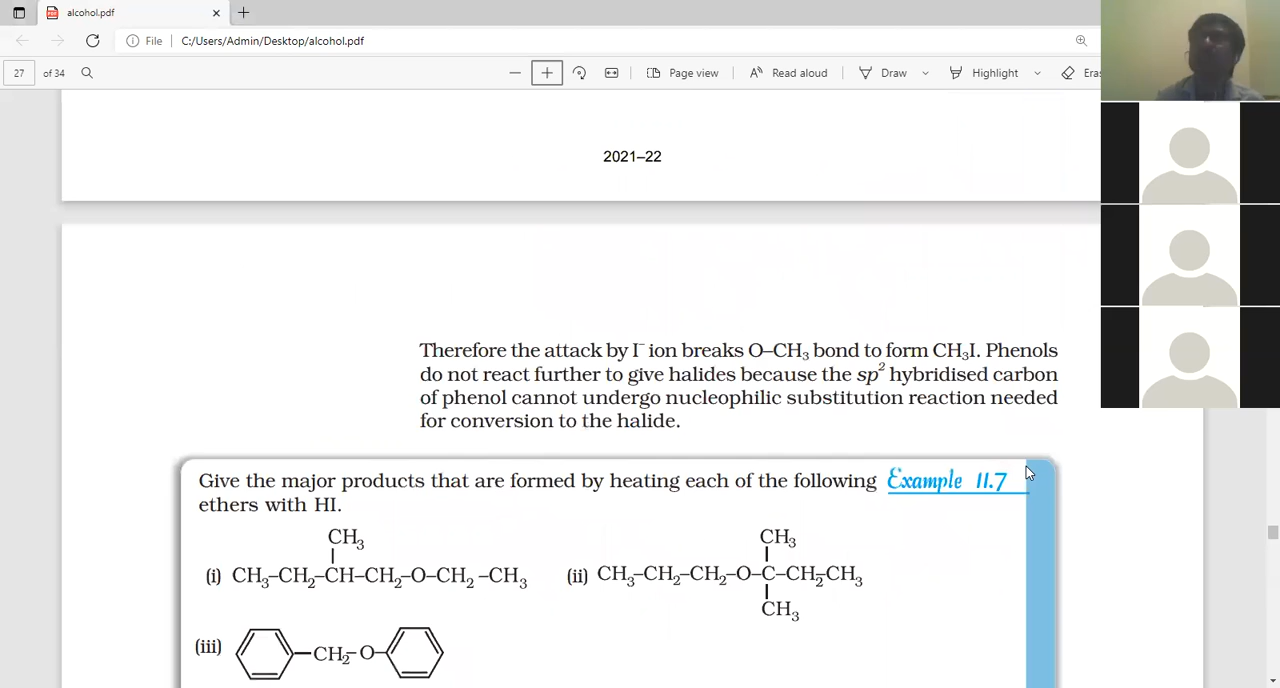 alcohol.pdf
File | C:/Users/Admin/Desktop/alcohol.pdf
27 of 34 Page view Read aloud Draw Highlight Eras
2021–22
Therefore the attack by I⁻ ion breaks O–CH₃ bond to form CH₃I. Phenols
do not react further to give halides because the sp² hybridised carbon
of phenol cannot undergo nucleophilic substitution reaction needed
for conversion to the halide.
Give the major products that are formed by heating each of the following Example 11.7
ethers with HI.
CH₃ CH₃
(i) CH₃–CH₂–CH–CH₂–O–CH₂–CH₃ (ii) CH₃–CH₂–CH₂–O–C–CH₂–CH₃
CH₃
(iii) –CH₂–O–